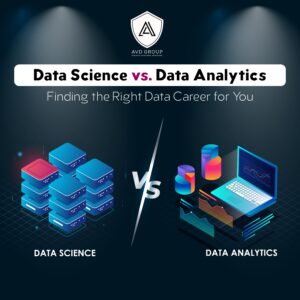 AVD GROUP
Data Science vs. Data Analytics
Finding the Right Data Career for You
VS
DATA SCIENCE
DATA ANALYTICS